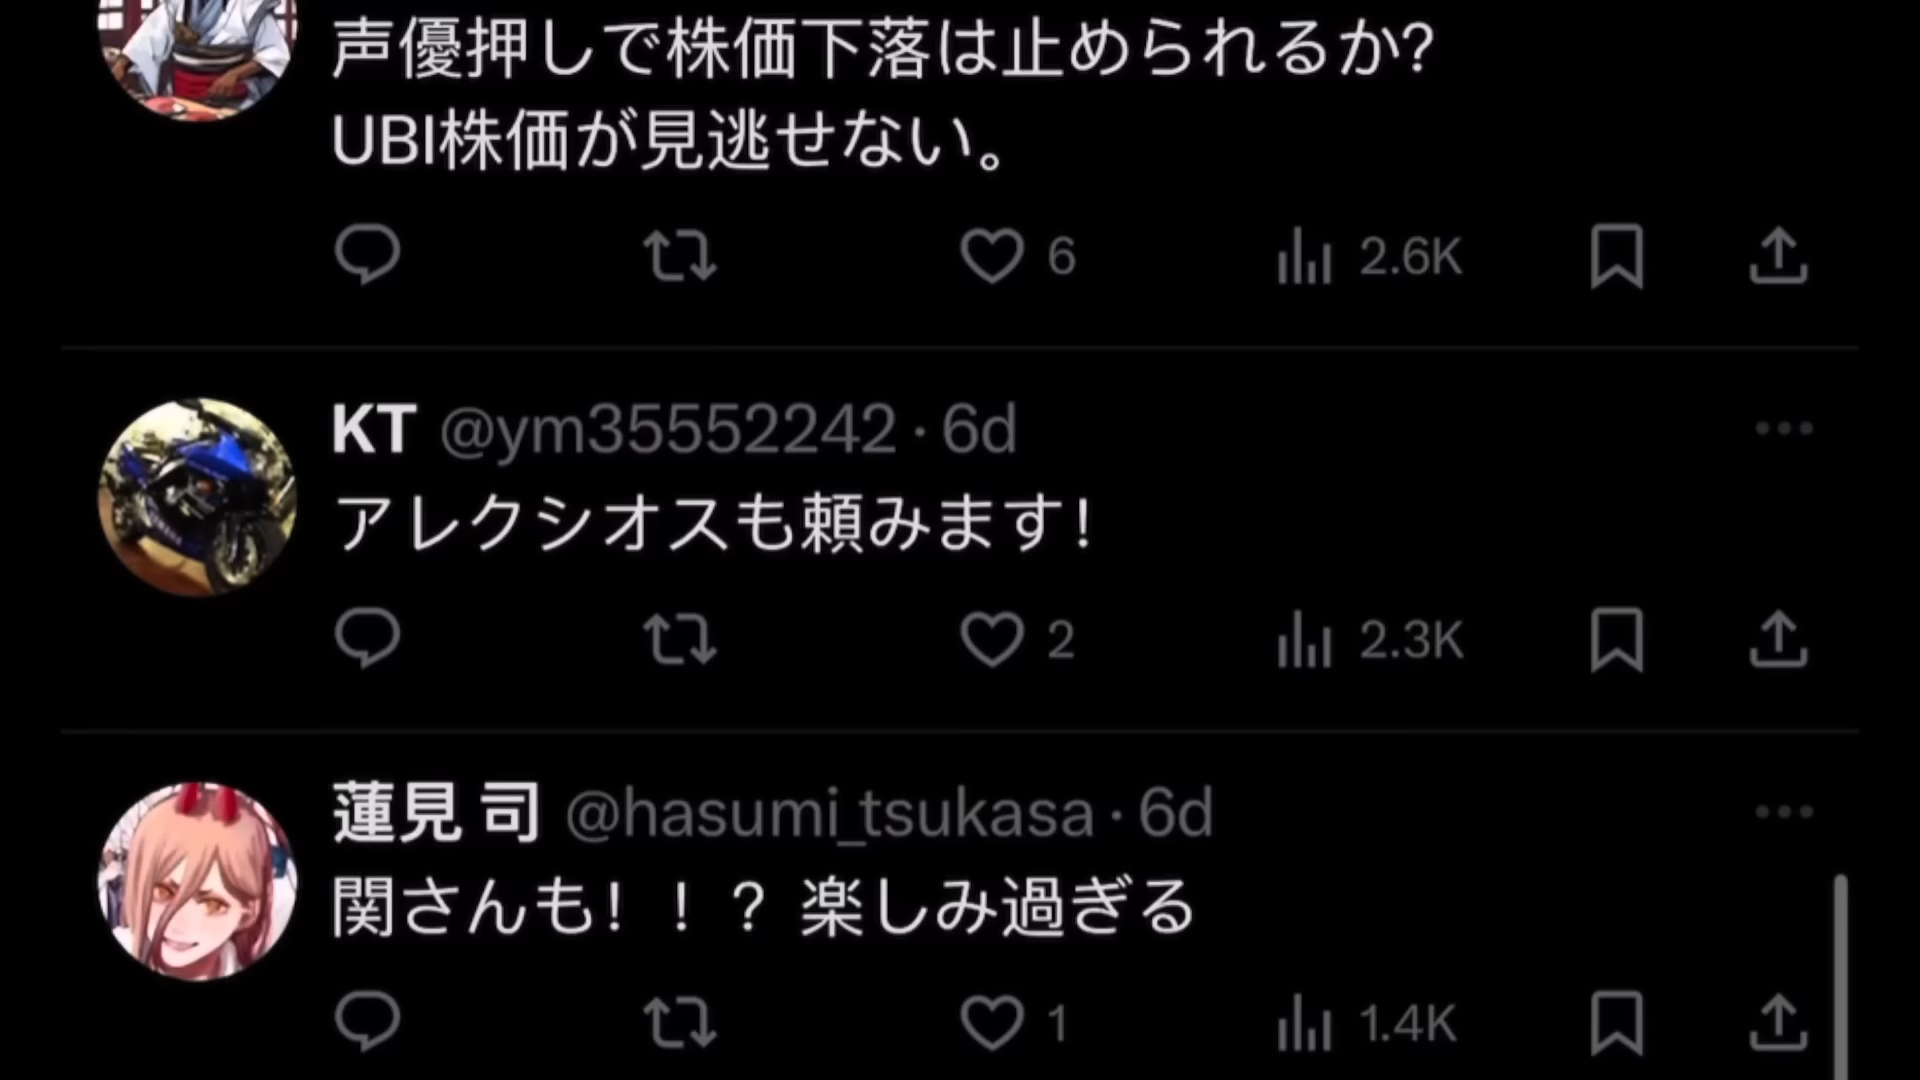 声優押しで株価下落は止められるか?
UBI株価が見逃せない。
6 2.6K
KT @ym35552242 · 6d
アレクシオスも頼みます!
2 2.3K
蓮見 司 @hasumi_tsukasa · 6d
関さんも！！？楽しみ過ぎる
1 1.4K